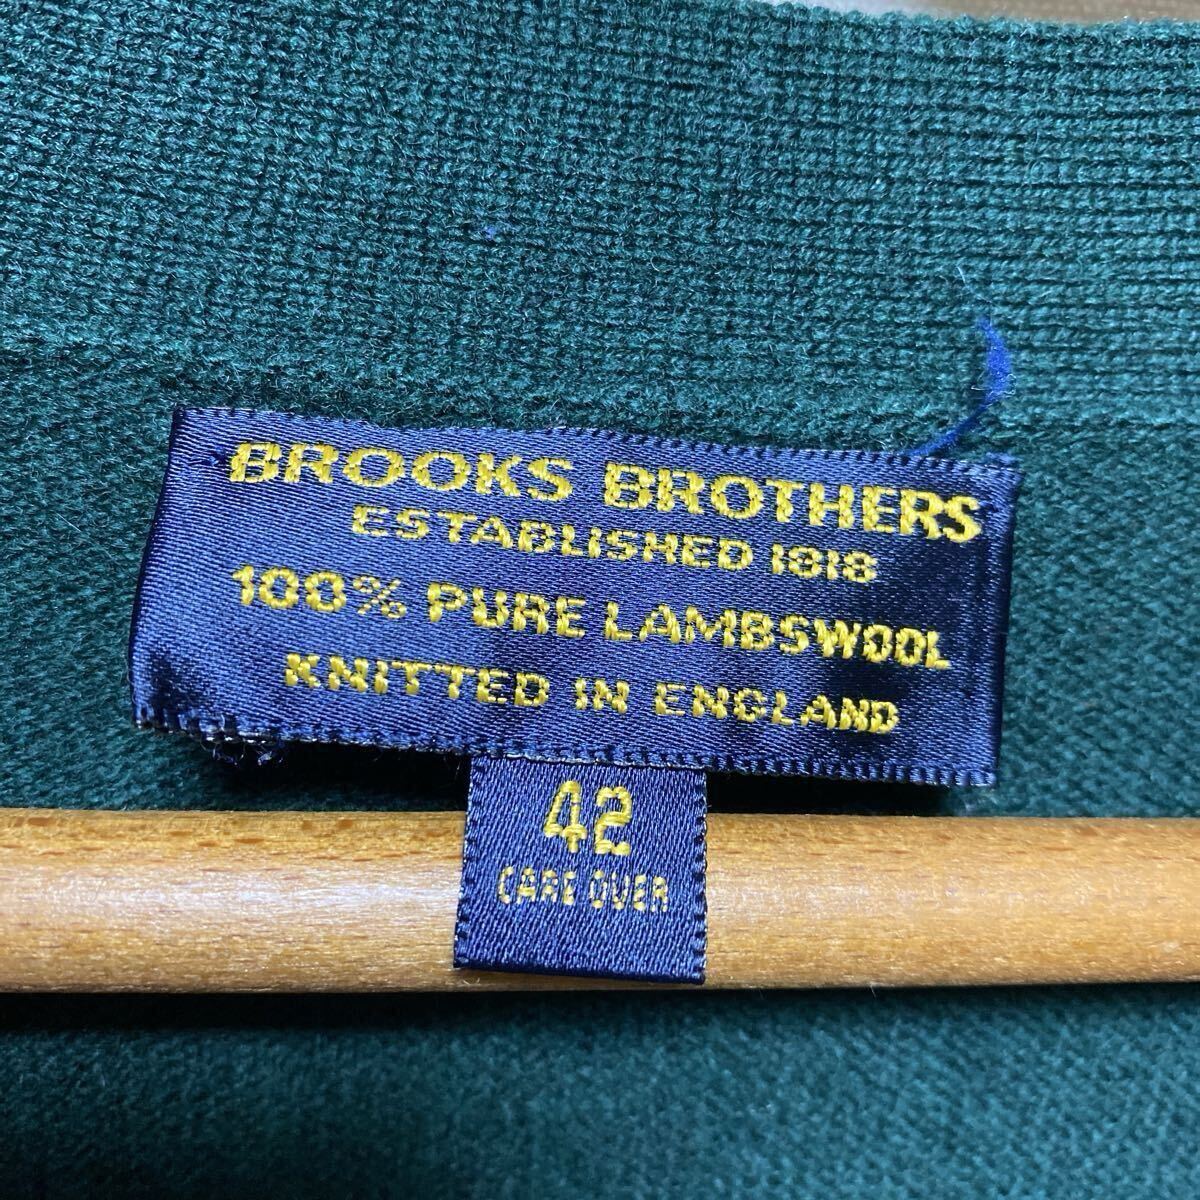 BROOKS BROTHERS
ESTABLISHED 1818
100% PURE LAMBSWOOL
KNITTED IN ENGLAND
42
CARE OVER